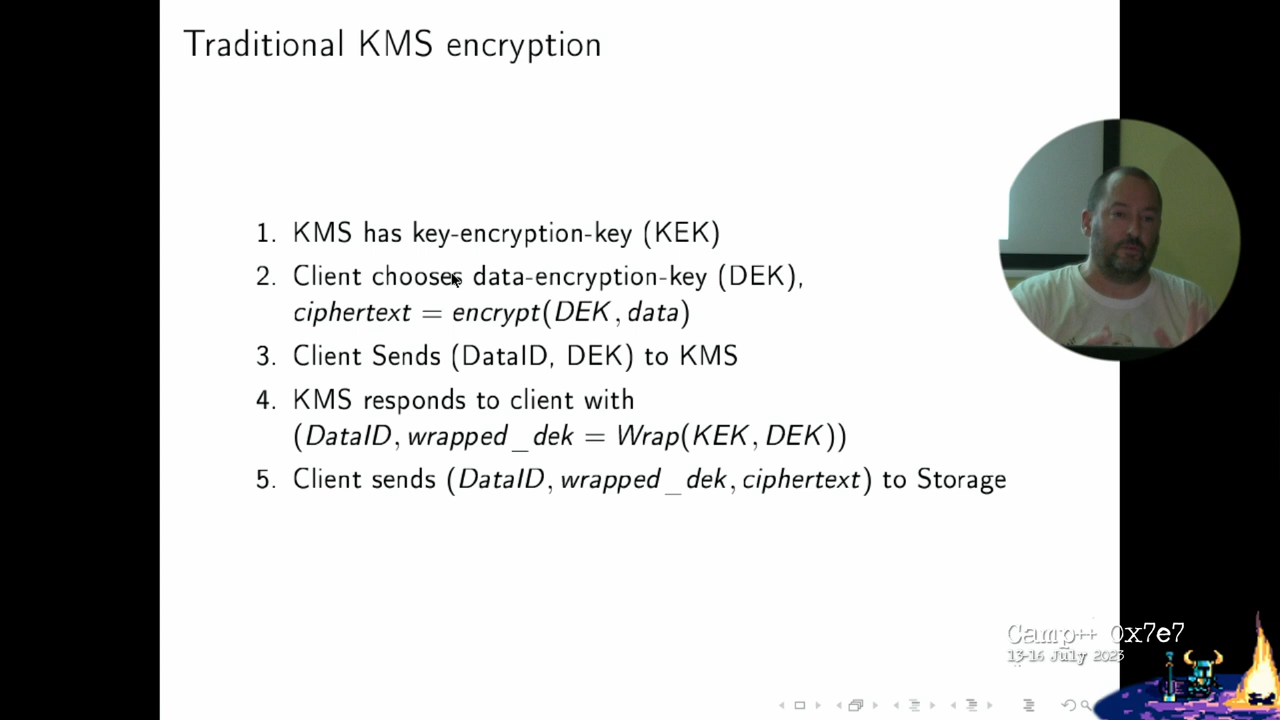 Traditional KMS encryption
1. KMS has key-encryption-key (KEK)
2. Client chooses data-encryption-key (DEK),
ciphertext = encrypt(DEK, data)
3. Client Sends (DataID, DEK) to KMS
4. KMS responds to client with
(DataID, wrapped_dek = Wrap(KEK, DEK))
5. Client sends (DataID, wrapped_dek, ciphertext) to Storage
Camp++ 0x7e7
13-16 July 2023